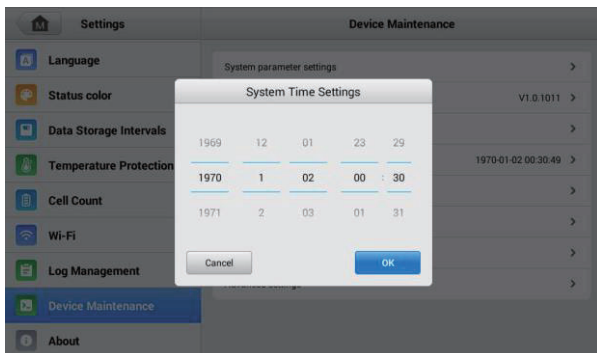 M
Settings
Device Maintenance
Language
System parameter settings
Status color
V1.0.1011
Data Storage Intervals
Temperature Protection
1970-01-02 00:30:49
Cell Count
Wi-Fi
Log Management
Device Maintenance
About
System Time Settings
1969 12 01 23 29
1970 1 02 00 : 30
1971 2 03 01 31
Cancel
OK